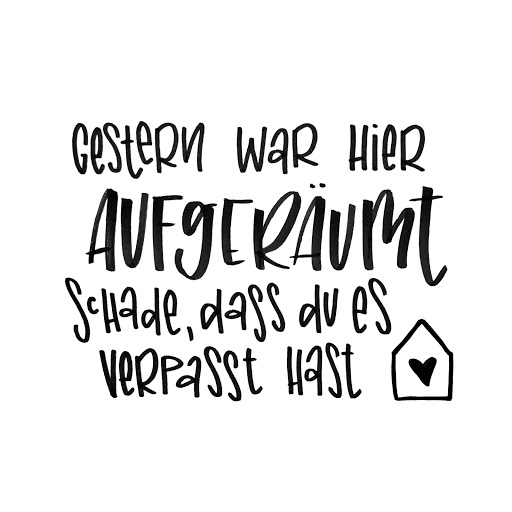 Gestern war hier
AUFGERÄUMT
Schade, dass du es
verpasst hast